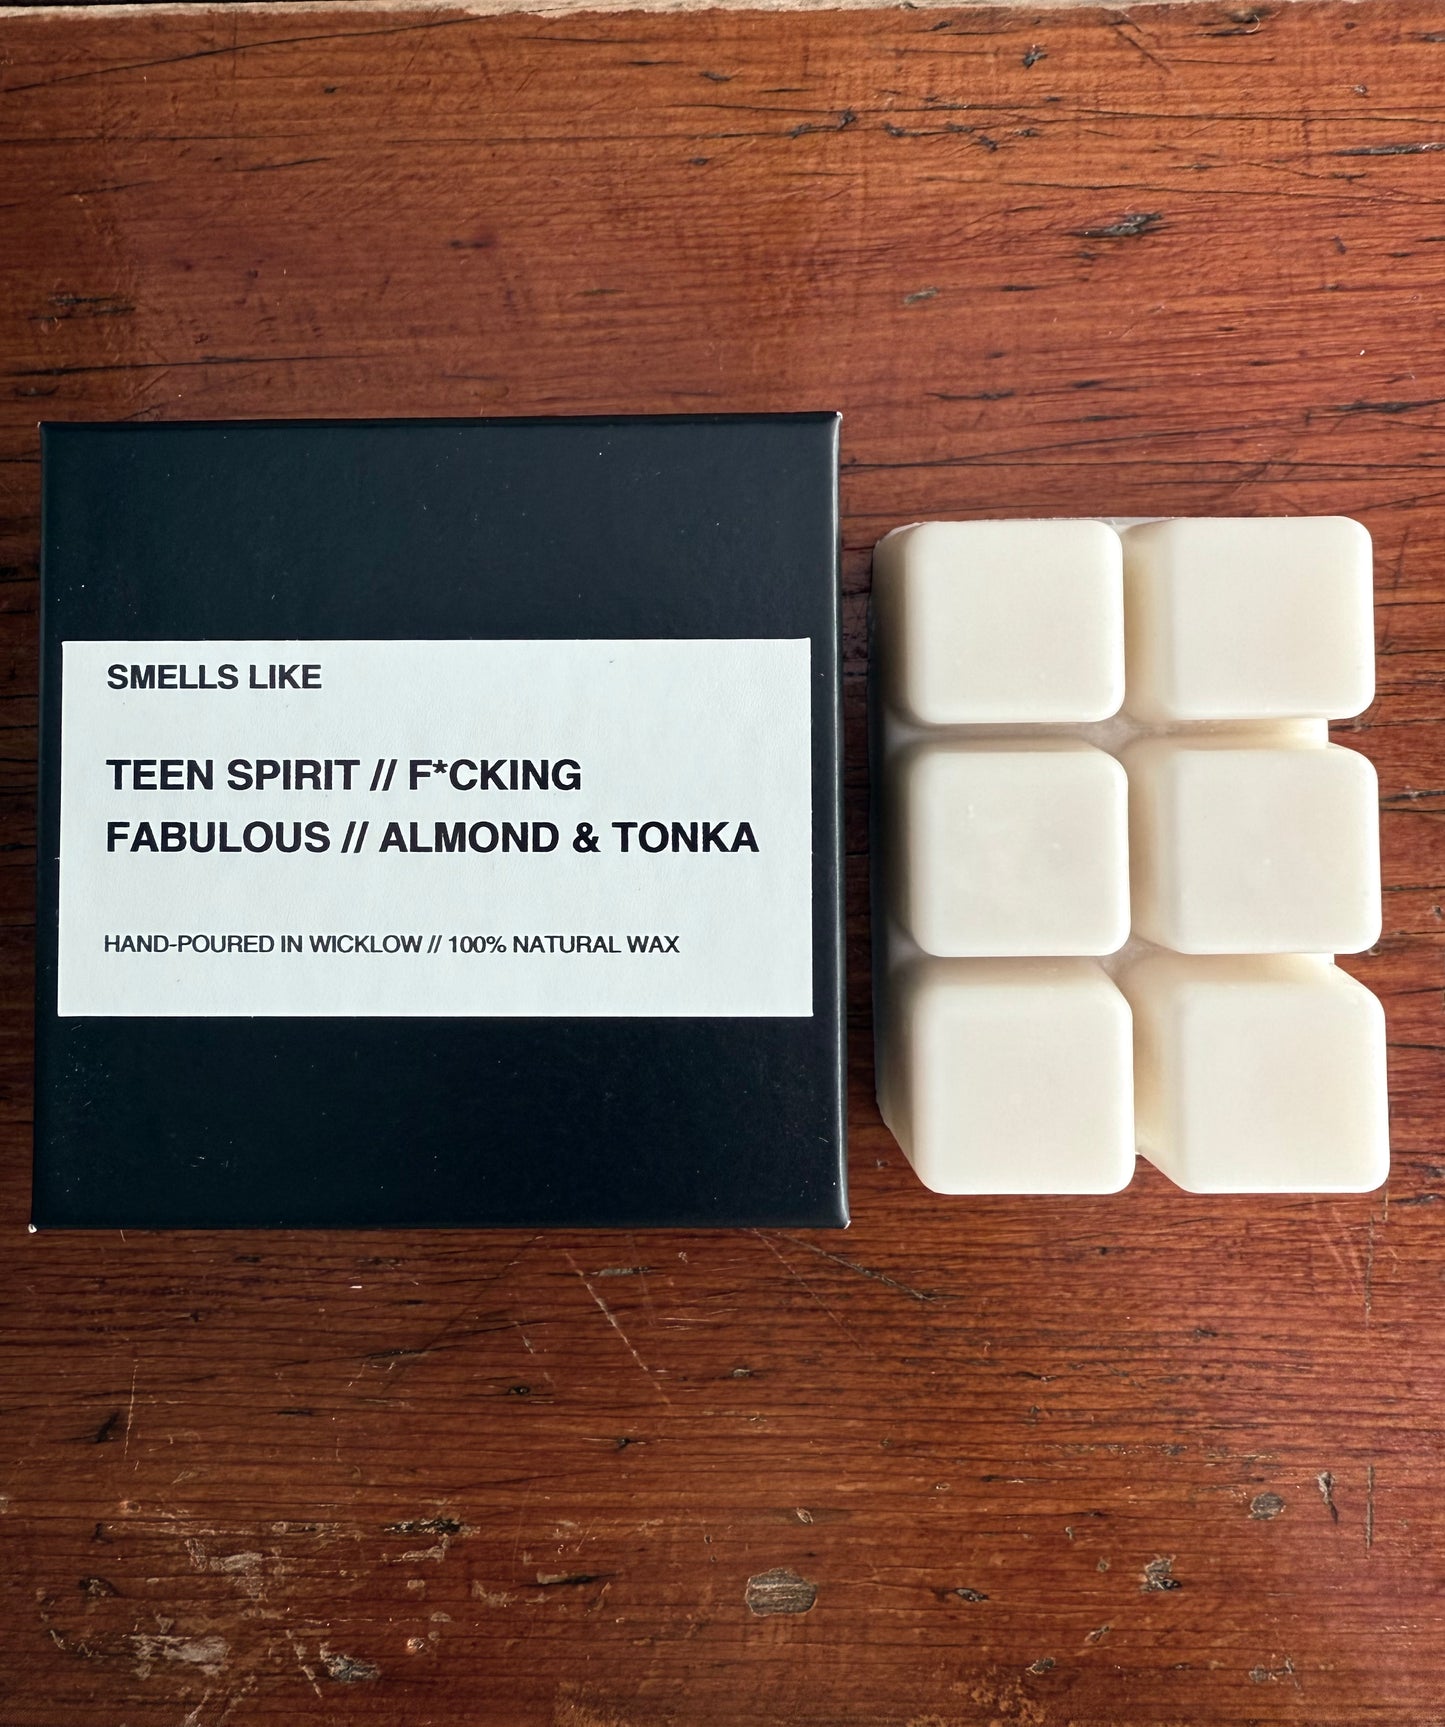 SMELLS LIKE
TEEN SPIRIT // F*CKING
FABULOUS // ALMOND & TONKA
HAND-POURED IN WICKLOW // 100% NATURAL WAX